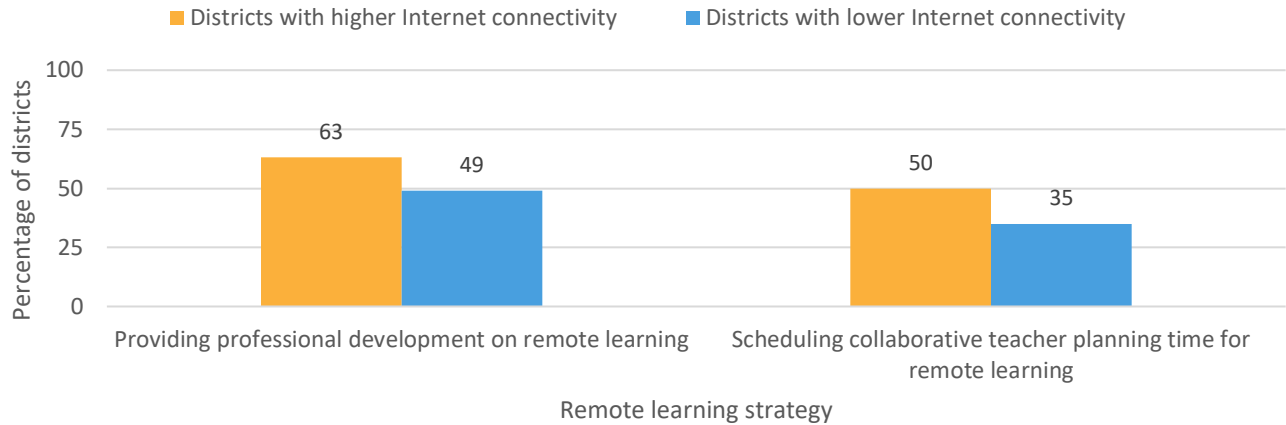 Districts with higher Internet connectivity Districts with lower Internet connectivity
Percentage of districts
100
75
50
25
0
63
49
50
35
Providing professional development on remote learning
Scheduling collaborative teacher planning time for
remote learning
Remote learning strategy